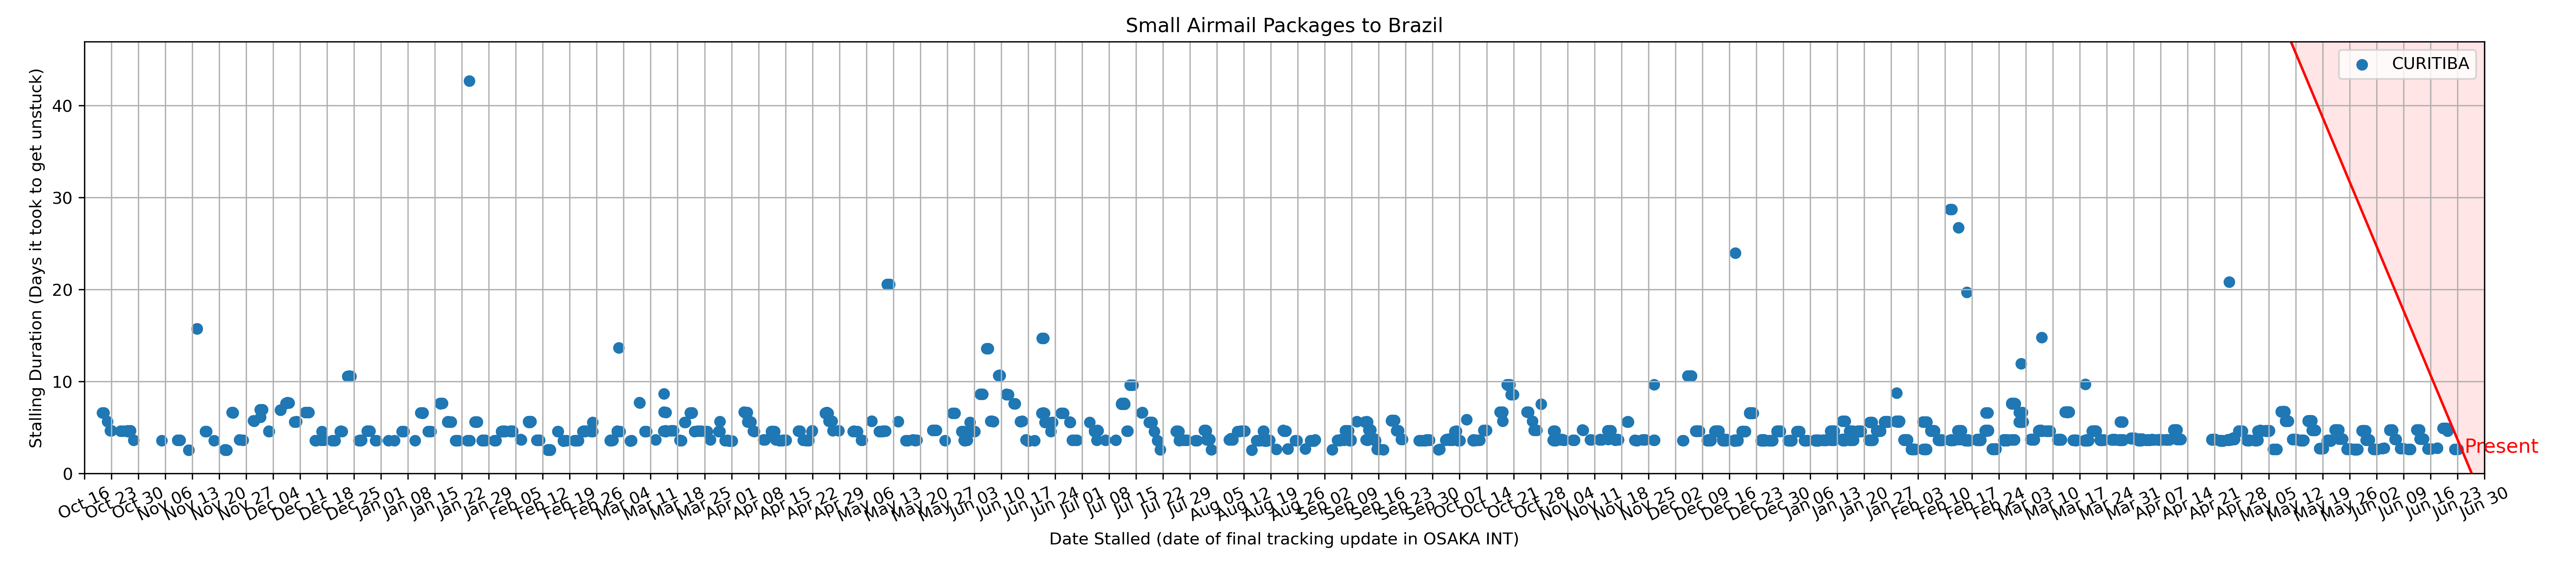 Small Airmail Packages to Brazil
CURITIBA
Stalling Duration (Days it took to get unstuck)
40
30
20
10
0
Present
Oct 16
Oct 23
Oct 30
Nov 06
Nov 13
Nov 20
Nov 27
Dec 04
Dec 11
Dec 18
Dec 25
Jan 01
Jan 08
Jan 15
Jan 22
Jan 29
Feb 05
Feb 12
Feb 19
Feb 26
Mar 04
Mar 11
Mar 18
Mar 25
Apr 01
Apr 08
Apr 15
Apr 22
Apr 29
May 06
May 13
May 20
May 27
Jun 03
Jun 10
Jun 17
Jun 24
Jul 01
Jul 08
Jul 15
Jul 22
Jul 29
Aug 05
Aug 12
Aug 19
Aug 26
Sep 02
Sep 09
Sep 16
Sep 23
Sep 30
Oct 07
Oct 14
Oct 21
Oct 28
Nov 04
Nov 11
Nov 18
Nov 25
Dec 02
Dec 09
Dec 16
Dec 23
Dec 30
Jan 06
Jan 13
Jan 20
Jan 27
Feb 03
Feb 10
Feb 17
Feb 24
Mar 03
Mar 10
Mar 17
Mar 24
Mar 31
Apr 07
Apr 14
Apr 21
Apr 28
May 05
May 12
May 19
May 26
Jun 02
Jun 09
Jun 16
Jun 23
Jun 30
Date Stalled (date of final tracking update in OSAKA INT)